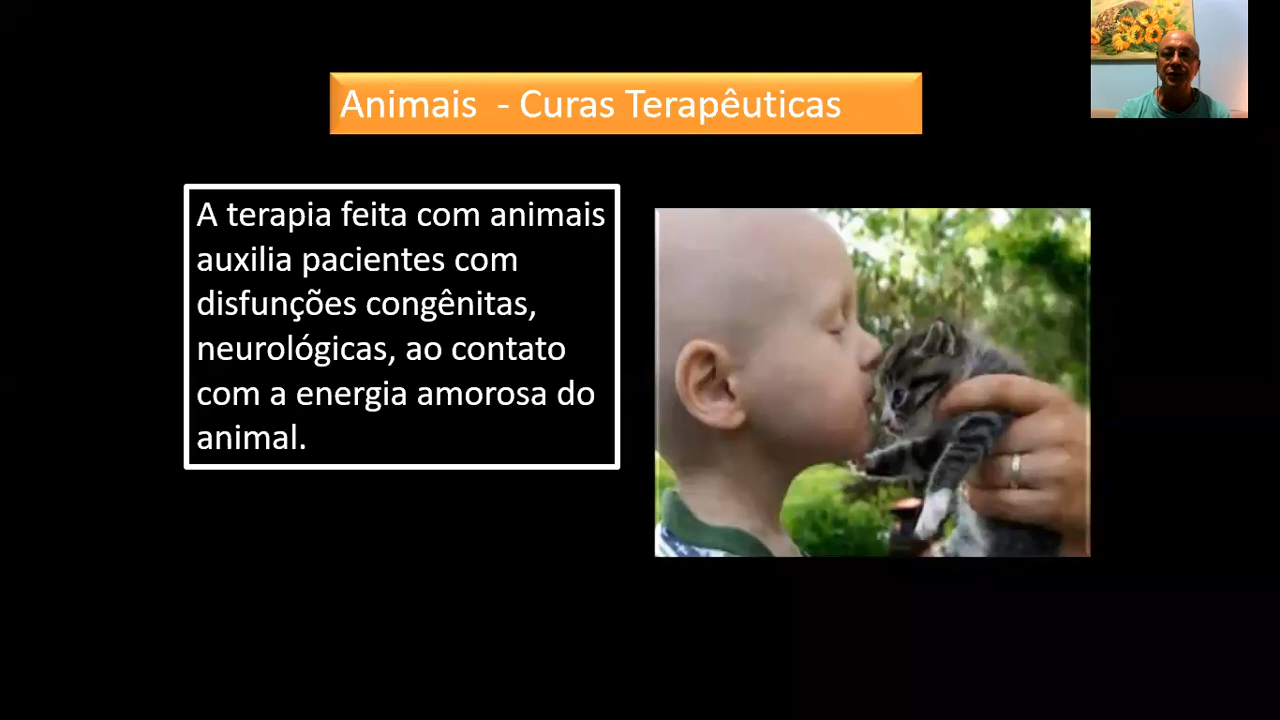 Animais  - Curas Terapêuticas
A terapia feita com animais
auxilia pacientes com
disfunções congênitas,
neurológicas, ao contato
com a energia amorosa do
animal.